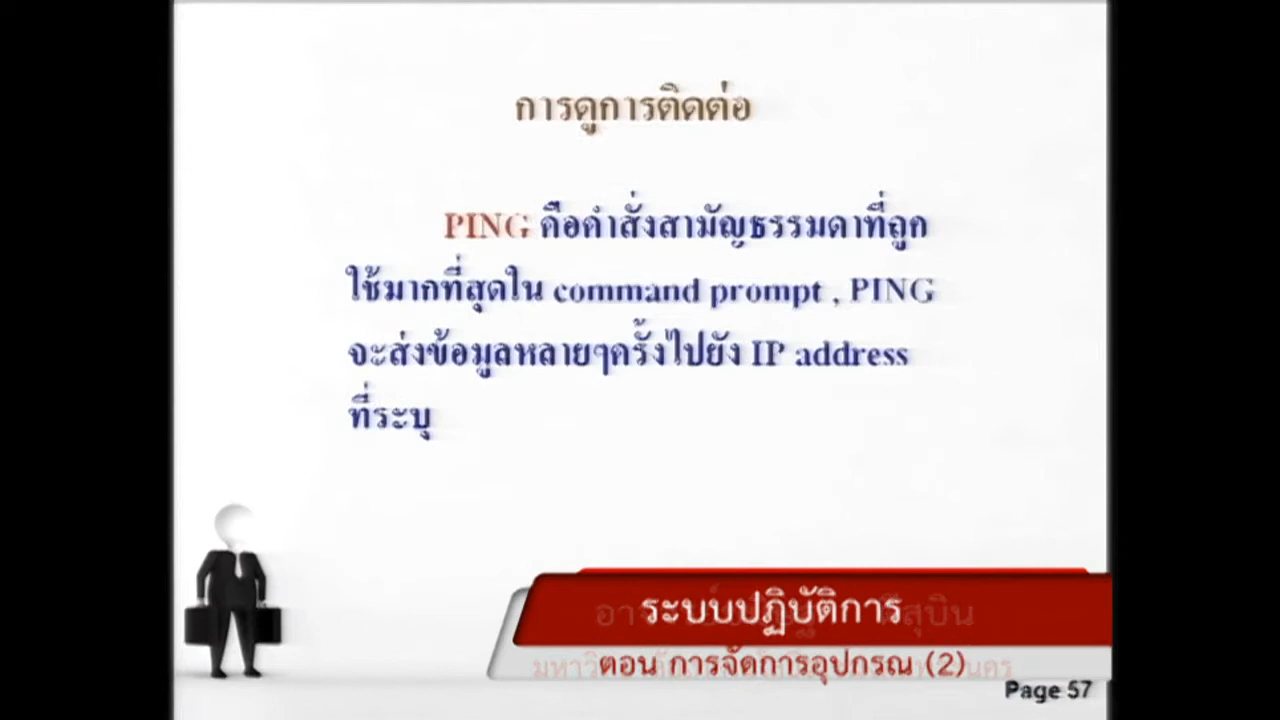 การดูการติดต่อ
PING คือคำสั่งสามัญธรรมดาที่ถูก
ใช้มากที่สุดใน command prompt , PING
จะส่งข้อมูลหลายๆครั้งไปยัง IP address
ที่ระบุ
ระบบปฏิบัติการ
ตอน การจัดการอุปกรณ (2)
Page 57